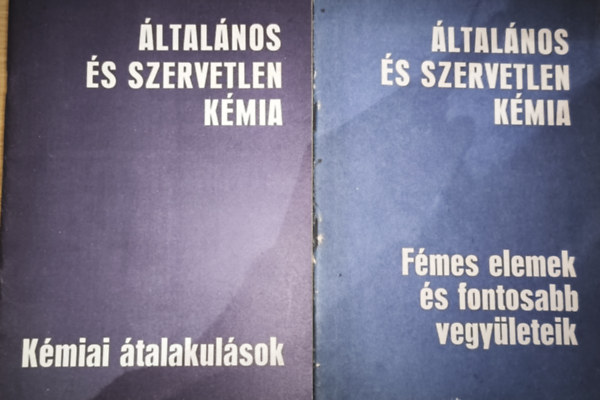 ÁLTALÁNOS
ÉS SZERVETLEN
KÉMIA
Kémiai átalakulások
ÁLTALÁNOS
ÉS SZERVETLEN
KÉMIA
Fémes elemek
és fontosabb
vegyületeik